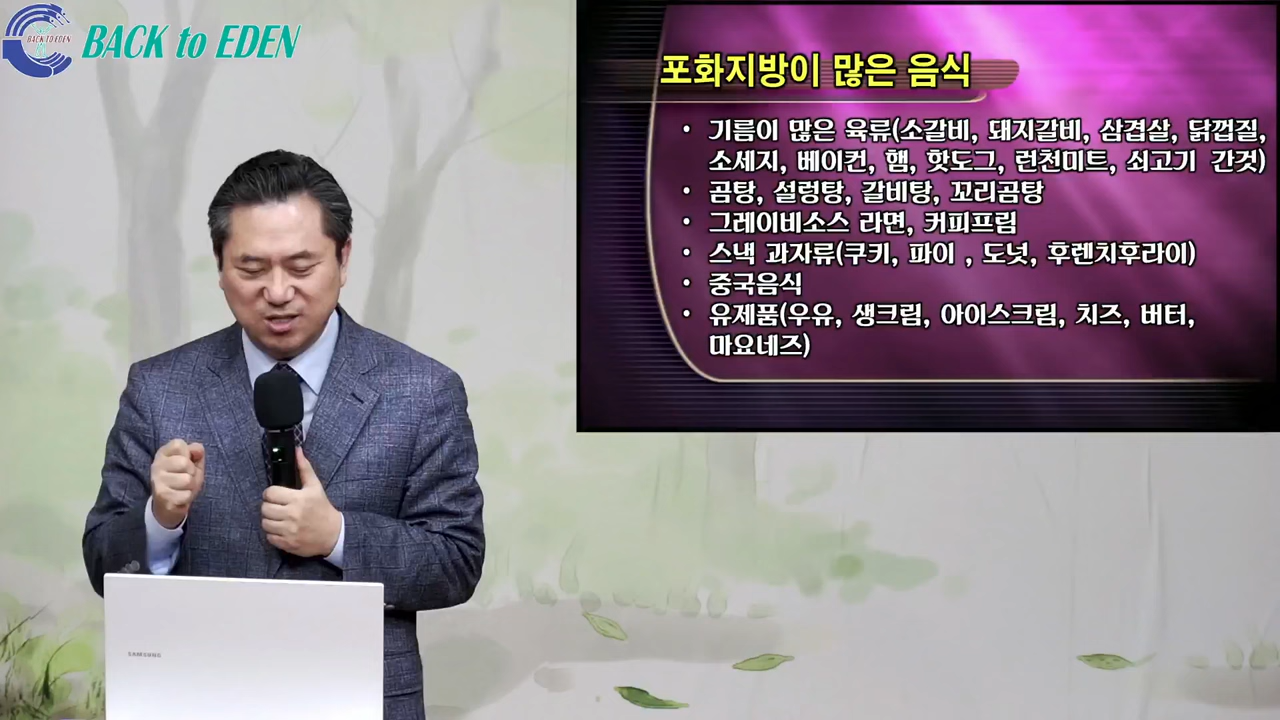 BACK TO EDEN
BACK to EDEN
포화지방이 많은 음식
• 기름이 많은 육류(소갈비, 돼지갈비, 삼겹살, 닭껍질,
소세지, 베이컨, 햄, 핫도그, 런천미트, 쇠고기 간것)
• 곰탕, 설렁탕, 갈비탕, 꼬리곰탕
• 그레이비소스 라면, 커피프림
• 스낵 과자류(쿠키, 파이 , 도넛, 후렌치후라이)
• 중국음식
• 유제품(우유, 생크림, 아이스크림, 치즈, 버터,
마요네즈)
SAMSUNG